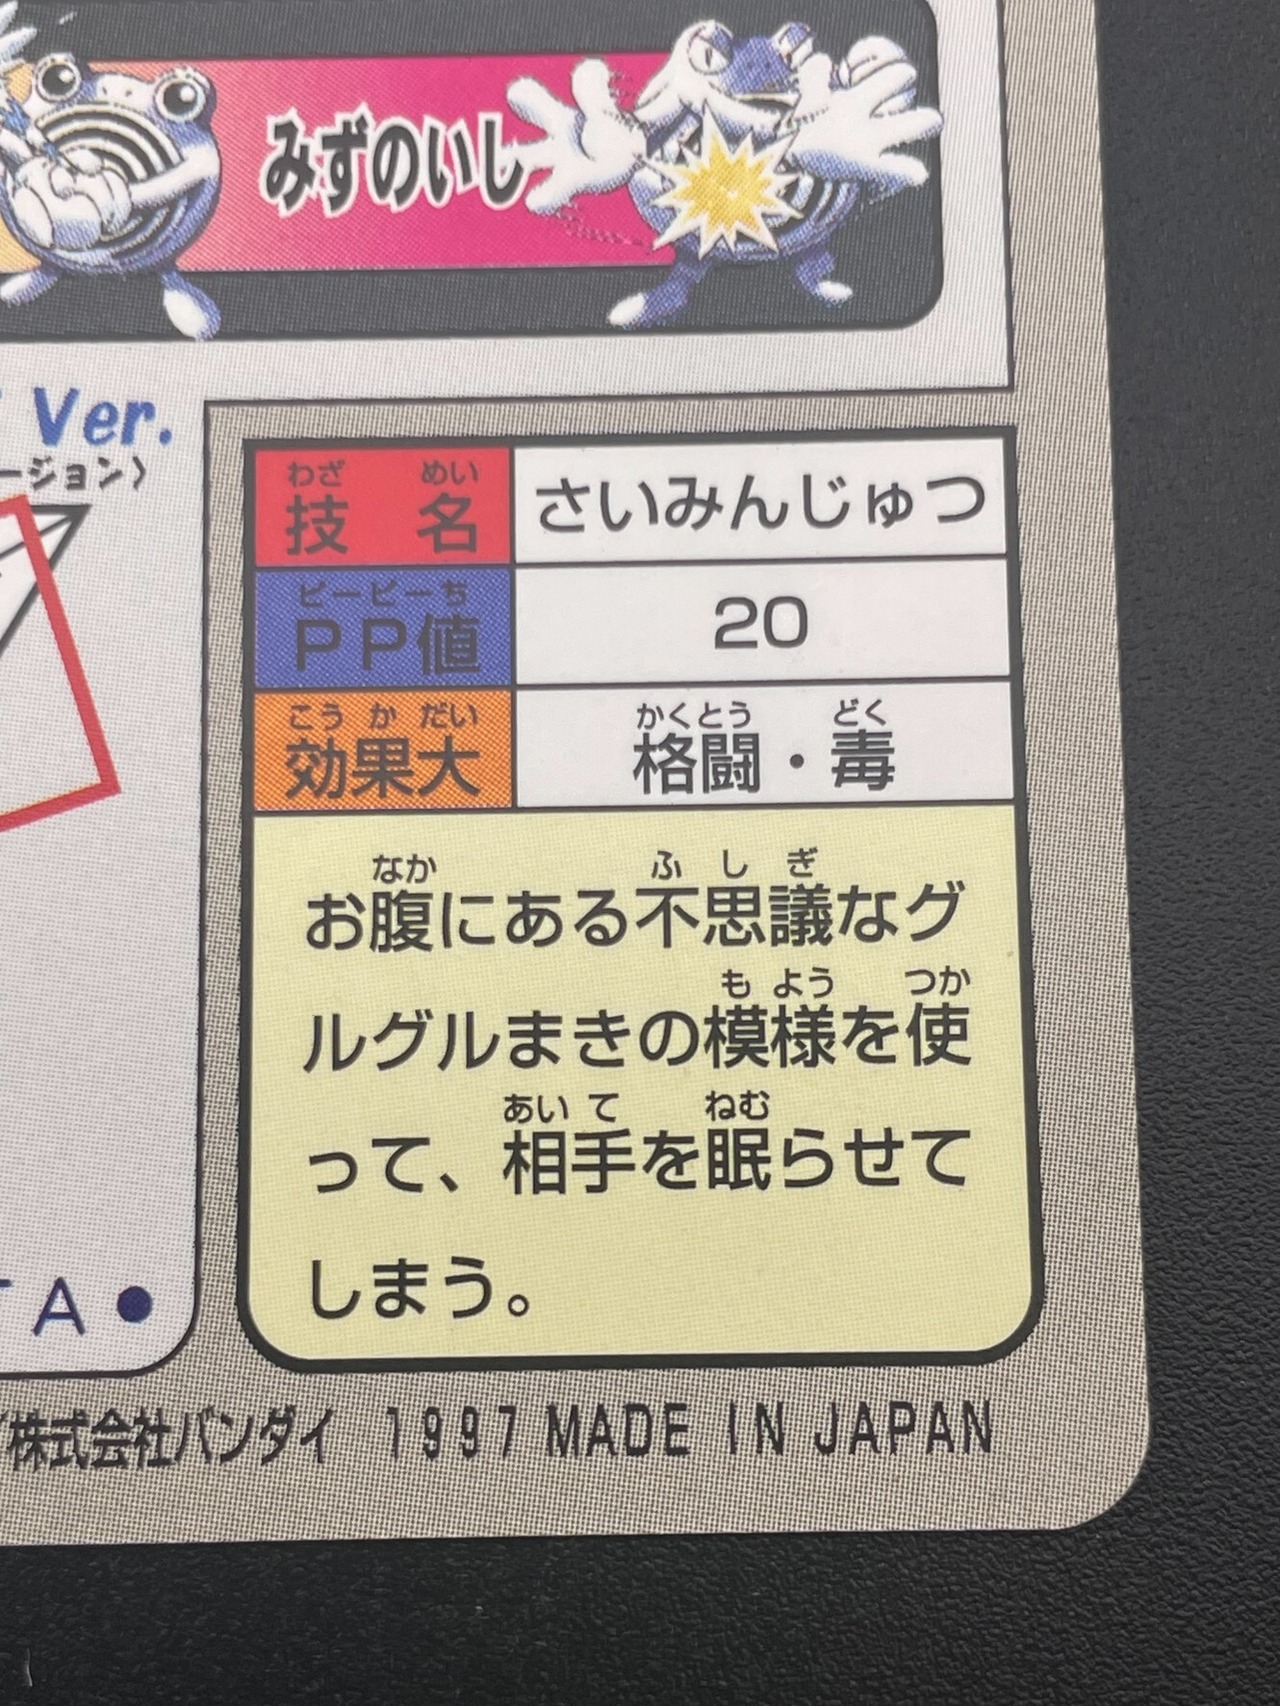 みずのいし
Ver.
ージョン〉
わざ めい
技 名
さいみんじゅつ
ピーピーち
PP値
20
こうかだい
効果大
かくとう どく
格闘・毒
なか ふしぎ
お腹にある不思議なグ
もよう つか
ルグルまきの模様を使
あいて ねむ
って、相手を眠らせて
しまう。
TA●
株式会社バンダイ 1997 MADE IN JAPAN